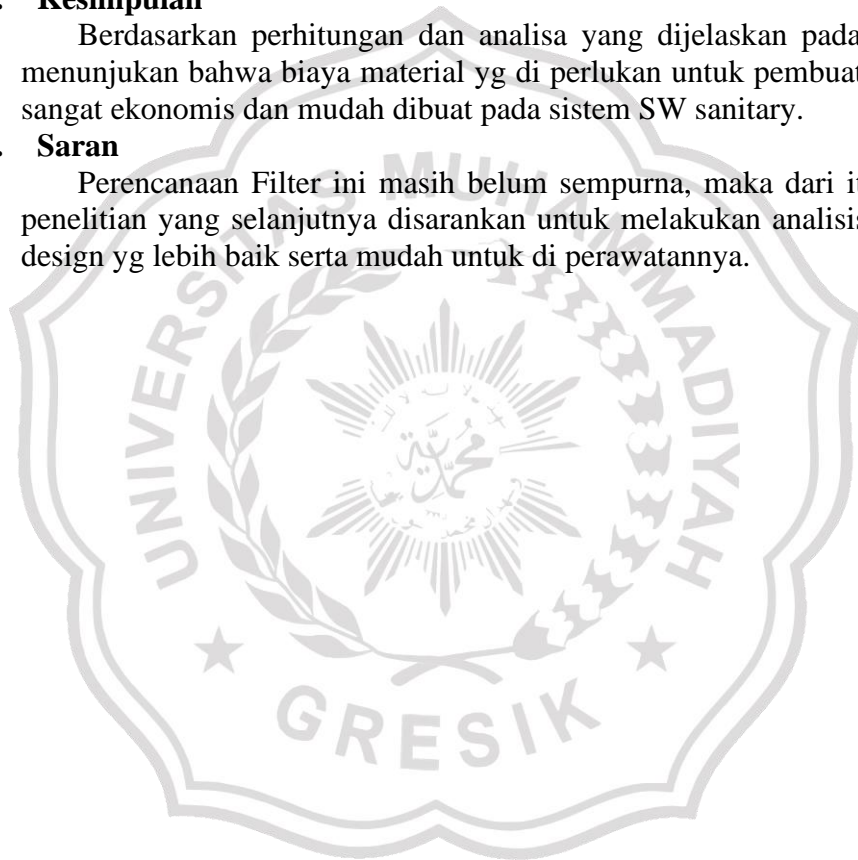 Kesimpulan
Berdasarkan perhitungan dan analisa yang dijelaskan pada
menunjukan bahwa biaya material yg di perlukan untuk pembuat
sangat ekonomis dan mudah dibuat pada sistem SW sanitary.
. Saran
Perencanaan Filter ini masih belum sempurna, maka dari it
penelitian yang selanjutnya disarankan untuk melakukan analisis
design yg lebih baik serta mudah untuk di perawatannya.
UNIVERSITAS MUHAMMADIYAH
GRESIK